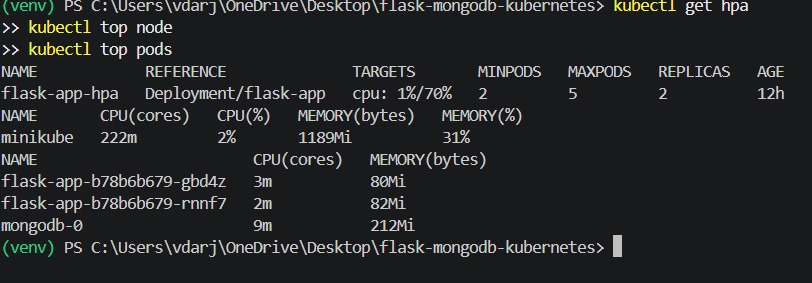 (venv) PS C:\Users\vdarj\OneDrive\Desktop\flask-mongodb-kubernetes> kubectl get hpa
>> kubectl top node
>> kubectl top pods
NAME            REFERENCE               TARGETS       MINPODS   MAXPODS   REPLICAS   AGE
flask-app-hpa   Deployment/flask-app   cpu: 1%/70%   2         5         2          12h
NAME       CPU(cores)   CPU(%)   MEMORY(bytes)   MEMORY(%)
minikube   222m         2%       1189Mi          31%
NAME                         CPU(cores)   MEMORY(bytes)
flask-app-b78b6b679-gbd4z   3m           80Mi
flask-app-b78b6b679-rnnf7   2m           82Mi
mongodb-0                    9m           212Mi
(venv) PS C:\Users\vdarj\OneDrive\Desktop\flask-mongodb-kubernetes>